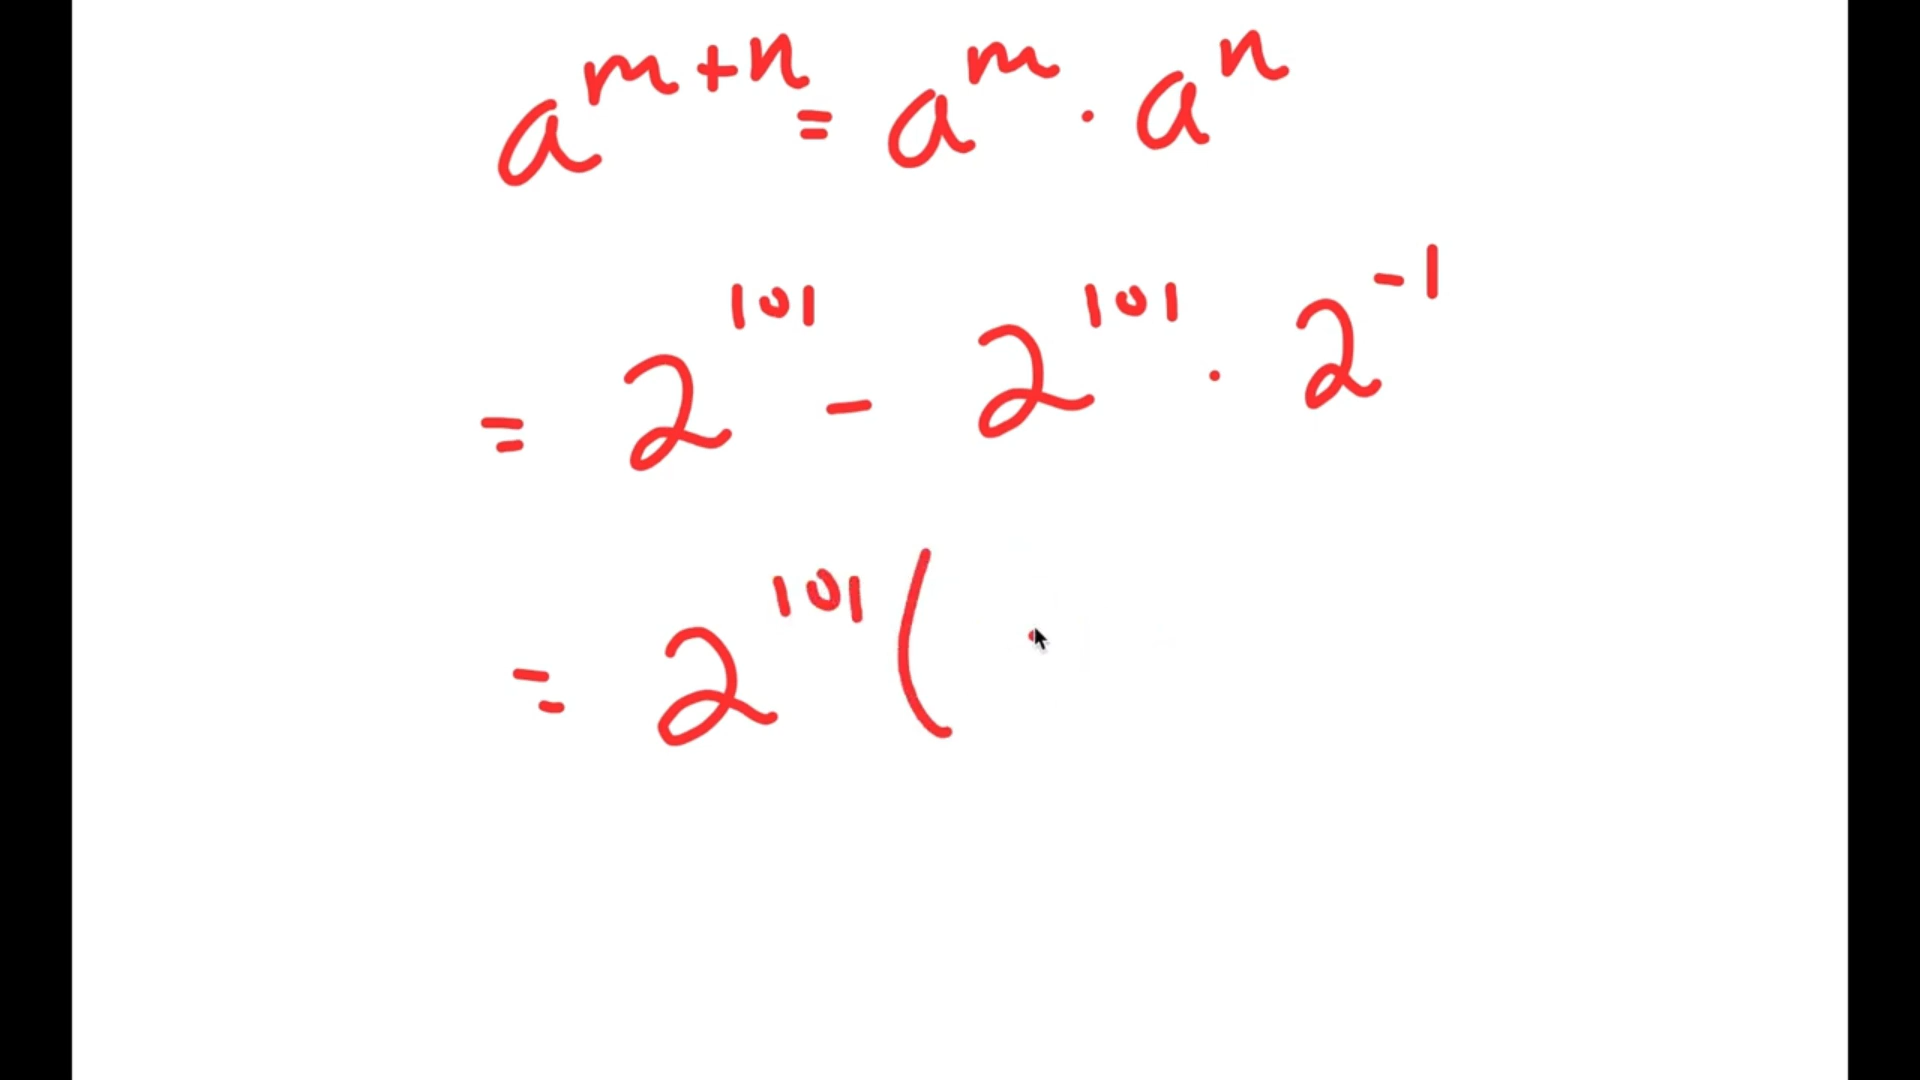 a^{m+n} = a^m · a^n
= 2^{101} - 2^{101} · 2^{-1}
= 2^{101} (